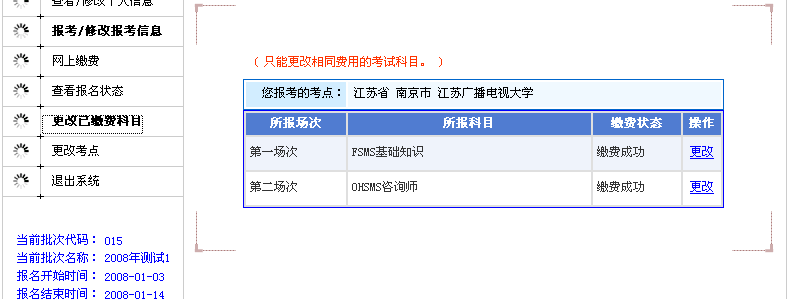 查看/修改个人信息
报考/修改报考信息
网上缴费
查看报名状态
更改已缴费科目
更改考点
退出系统
当前批次代码： 015
当前批次名称： 2008年测试1
报名开始时间： 2008-01-03
报名结束时间： 2008-01-14
（ 只能更改相同费用的考试科目。 ）
您报考的考点： 江苏省 南京市 江苏广播电视大学
所报场次 所报科目 缴费状态 操作
第一场次 FSMS基础知识 缴费成功 更改
第二场次 OHSMS咨询师 缴费成功 更改